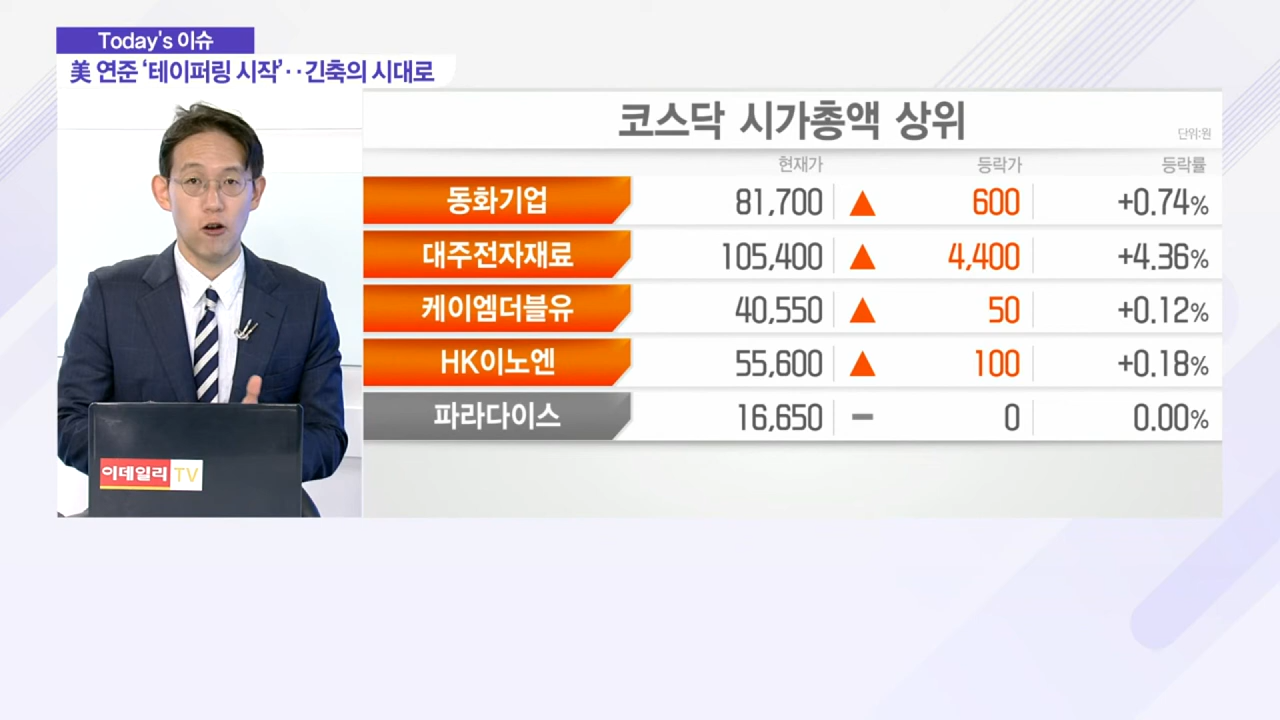 Today's 이슈
美 연준 ‘테이퍼링 시작’‥긴축의 시대로
코스닥 시가총액 상위
단위:원
현재가 등락가 등락률
동화기업 81,700 ▲ 600 +0.74%
대주전자재료 105,400 ▲ 4,400 +4.36%
케이엠더블유 40,550 ▲ 50 +0.12%
HK이노엔 55,600 ▲ 100 +0.18%
파라다이스 16,650 － 0 0.00%
이데일리 TV